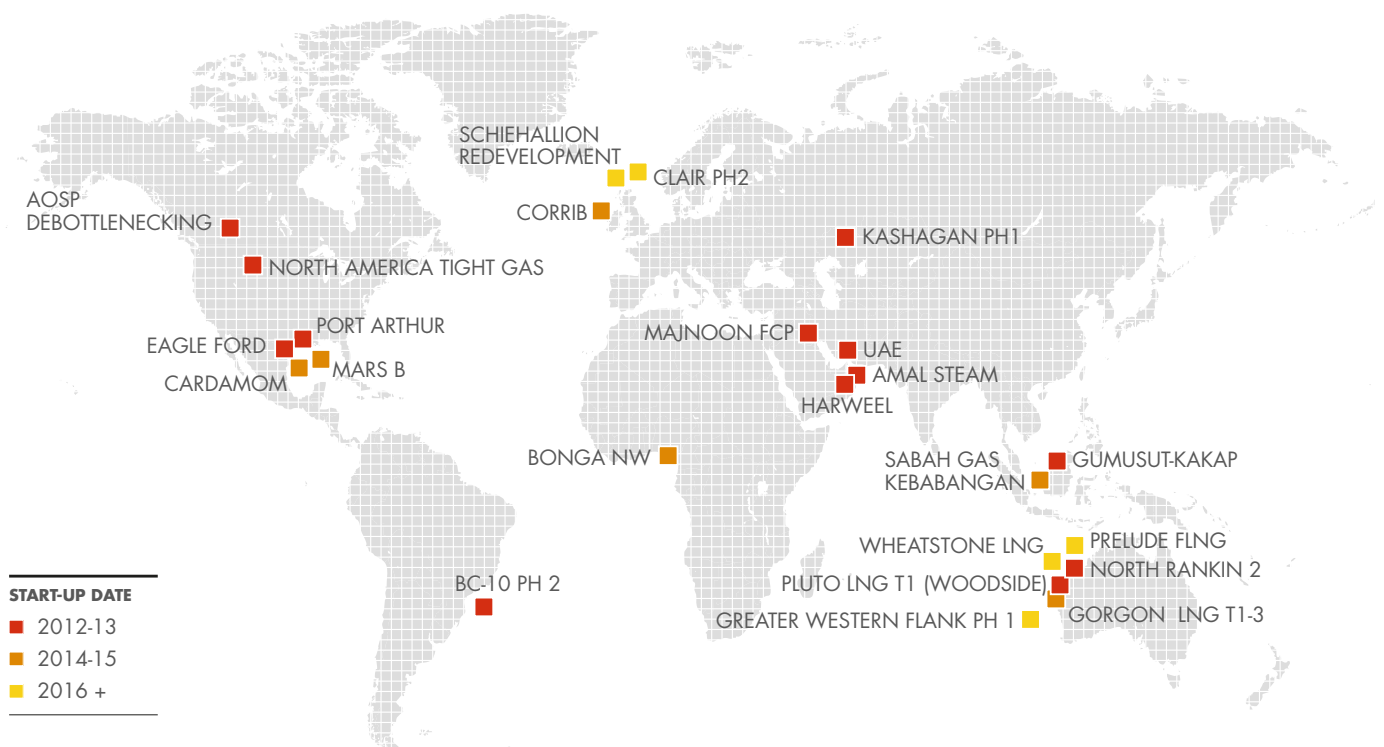 SCHIEHALLION
REDEVELOPMENT
CLAIR PH2
AOSP
DEBOTTLENECKING
CORRIB
KASHAGAN PH1
NORTH AMERICA TIGHT GAS
PORT ARTHUR
EAGLE FORD
MARS B
CARDAMOM
MAJNOON FCP
UAE
AMAL STEAM
HARWEEL
BONGA NW
SABAH GAS
KEBABANGAN
GUMUSUT-KAKAP
WHEATSTONE LNG
PRELUDE FLNG
NORTH RANKIN 2
PLUTO LNG T1 (WOODSIDE)
GORGON LNG T1-3
GREATER WESTERN FLANK PH 1
BC-10 PH 2
START-UP DATE
2012-13
2014-15
2016 +